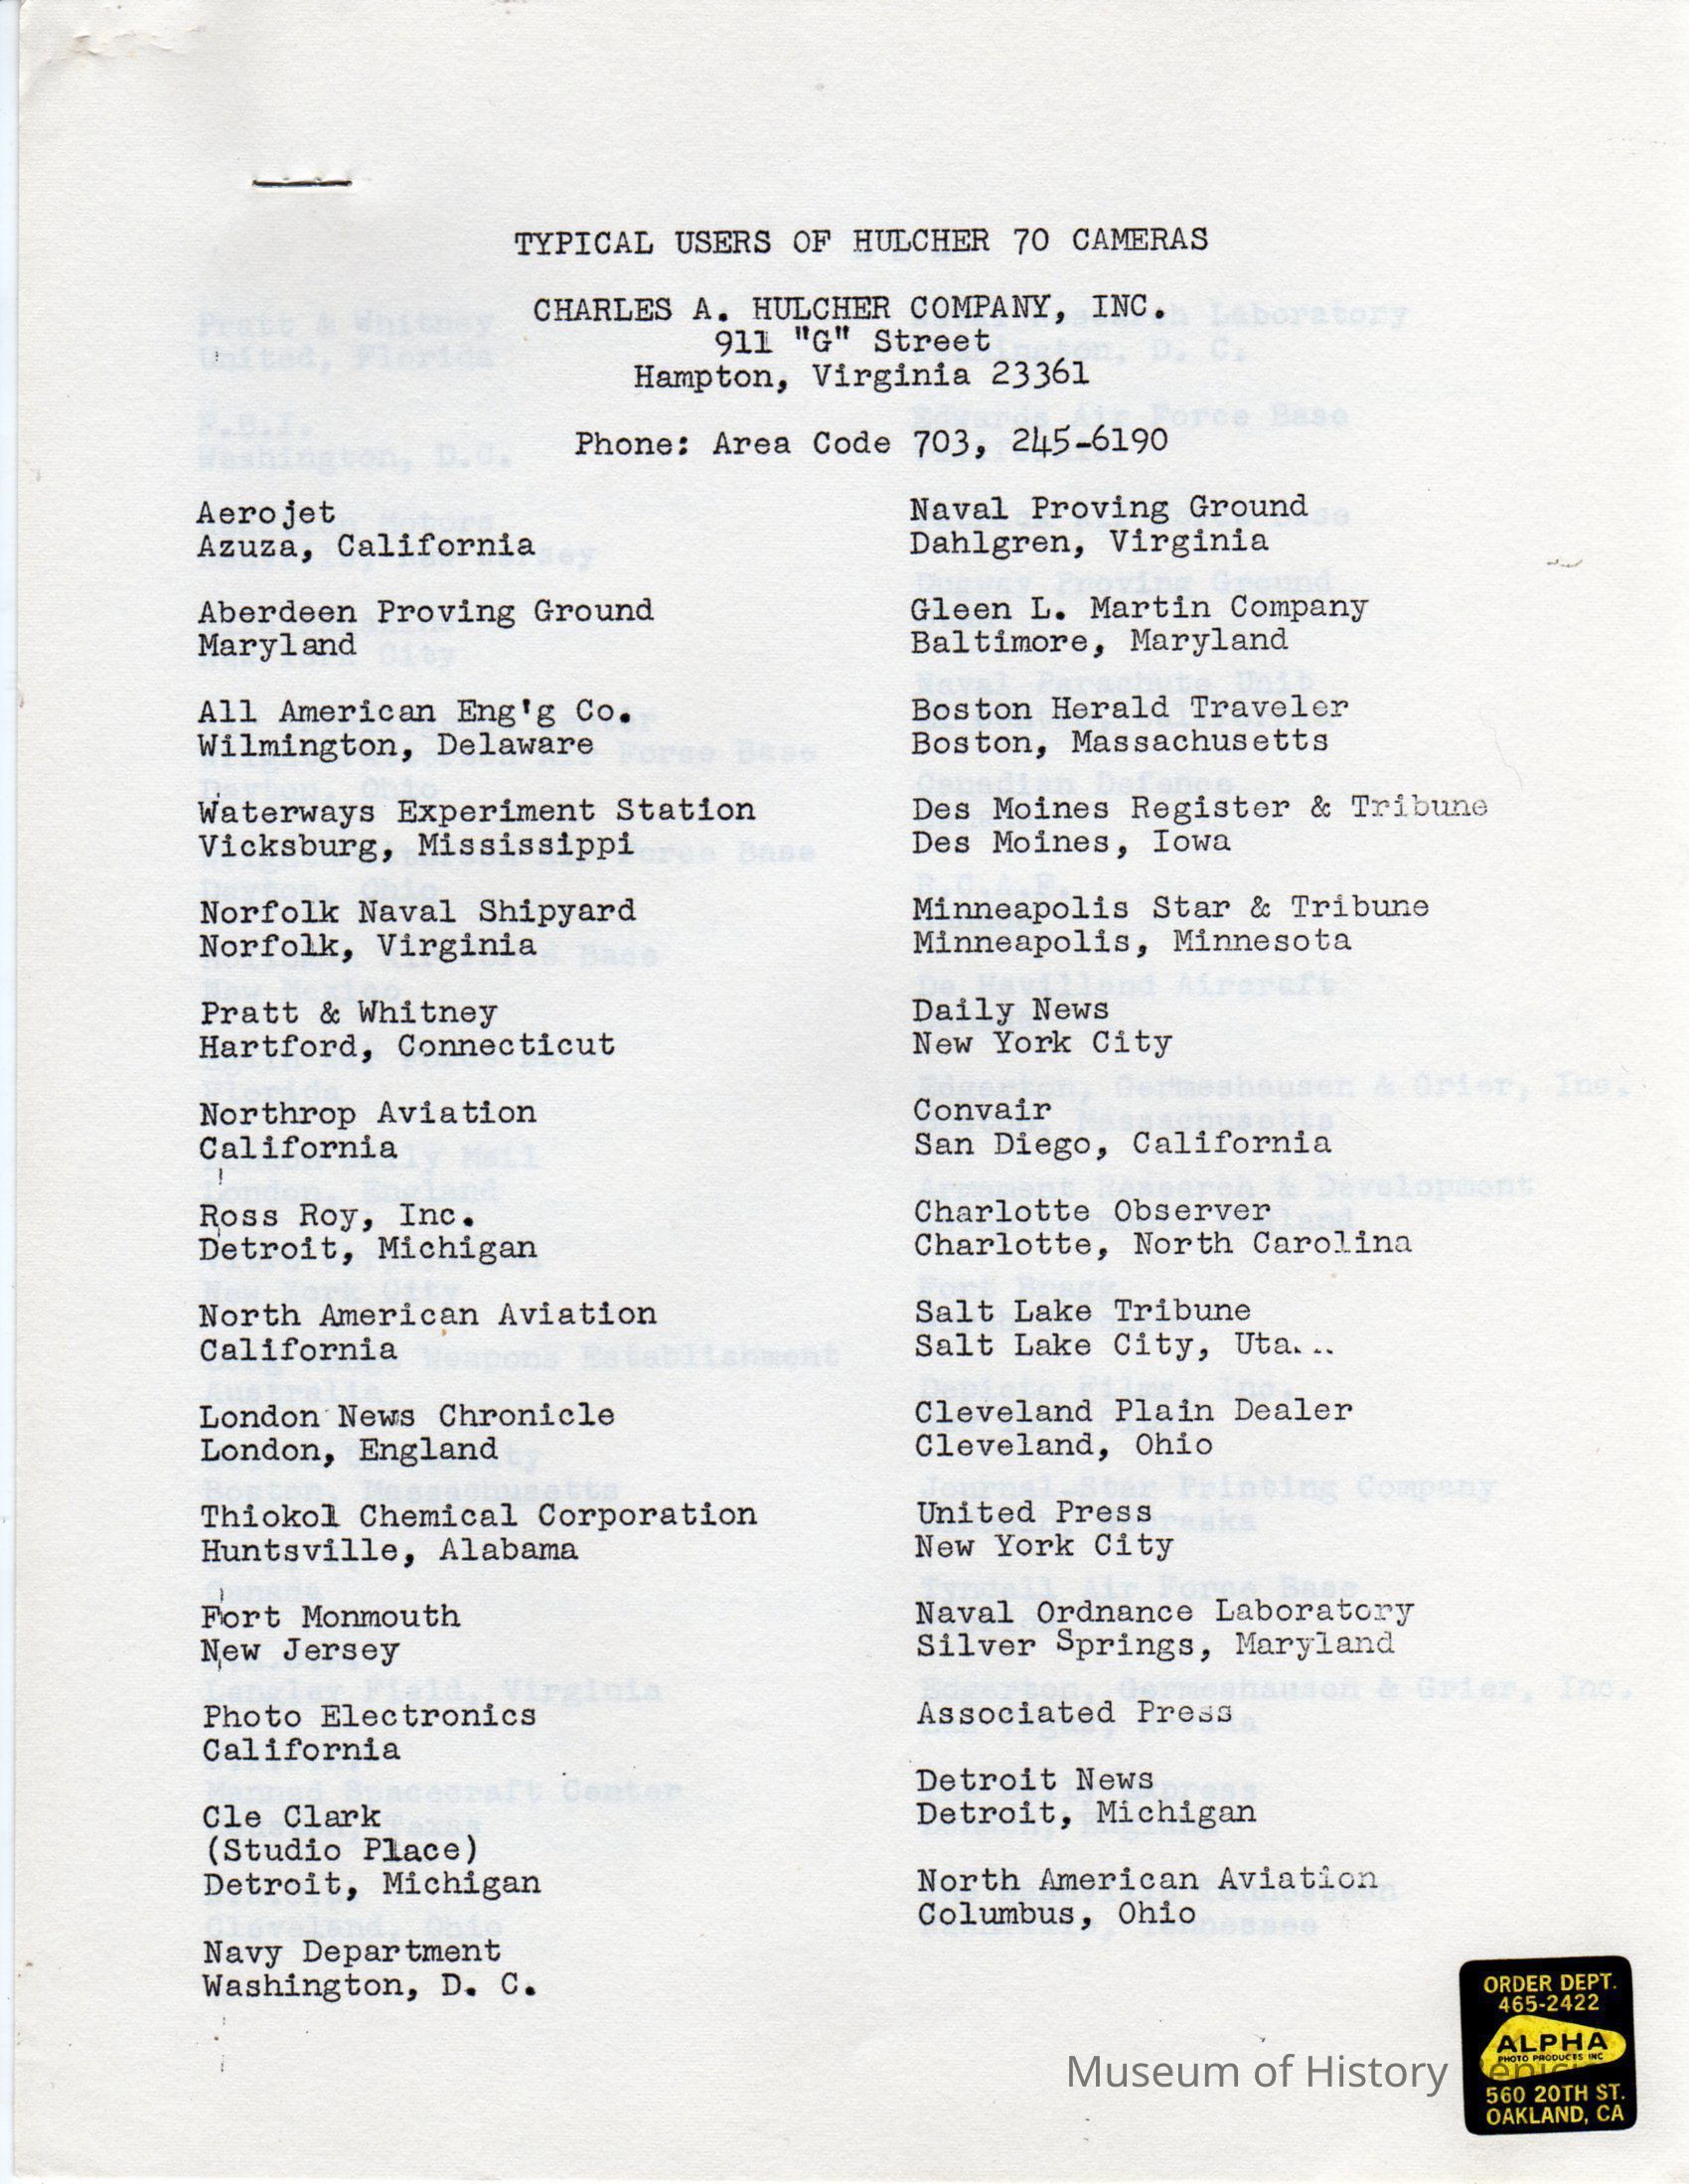 TYPICAL USERS OF HULCHER 70 CAMERAS
CHARLES A. HULCHER COMPANY, INC.
911 "G" Street
Hampton, Virginia 23361
Phone: Area Code 703, 245-6190
Aerojet
Azuza, California
Aberdeen Proving Ground
Maryland
All American Eng'g Co.
Wilmington, Delaware
Waterways Experiment Station
Vicksburg, Mississippi
Norfolk Naval Shipyard
Norfolk, Virginia
Pratt & Whitney
Hartford, Connecticut
Northrop Aviation
California
Ross Roy, Inc.
Detroit, Michigan
North American Aviation
California
London News Chronicle
London, England
Thiokol Chemical Corporation
Huntsville, Alabama
Fort Monmouth
New Jersey
Photo Electronics
California
Cle Clark
(Studio Place)
Detroit, Michigan
Navy Department
Washington, D. C.
Naval Proving Ground
Dahlgren, Virginia
Gleen L. Martin Company
Baltimore, Maryland
Boston Herald Traveler
Boston, Massachusetts
Des Moines Register & Tribune
Des Moines, Iowa
Minneapolis Star & Tribune
Minneapolis, Minnesota
Daily News
New York City
Convair
San Diego, California
Charlotte Observer
Charlotte, North Carolina
Salt Lake Tribune
Salt Lake City,
Cleveland Plain Dealer
Cleveland, Ohio
United Press
New York City
Naval Ordnance Laboratory
Silver Springs, Maryland
Associated Press
Detroit News
Detroit, Michigan
North American Aviation
Columbus, Ohio
ORDER DEPT.
465-2422
ALPHA
PHOTO PRODUCTS INC
560 20TH ST.
OAKLAND, CA
Museum of History